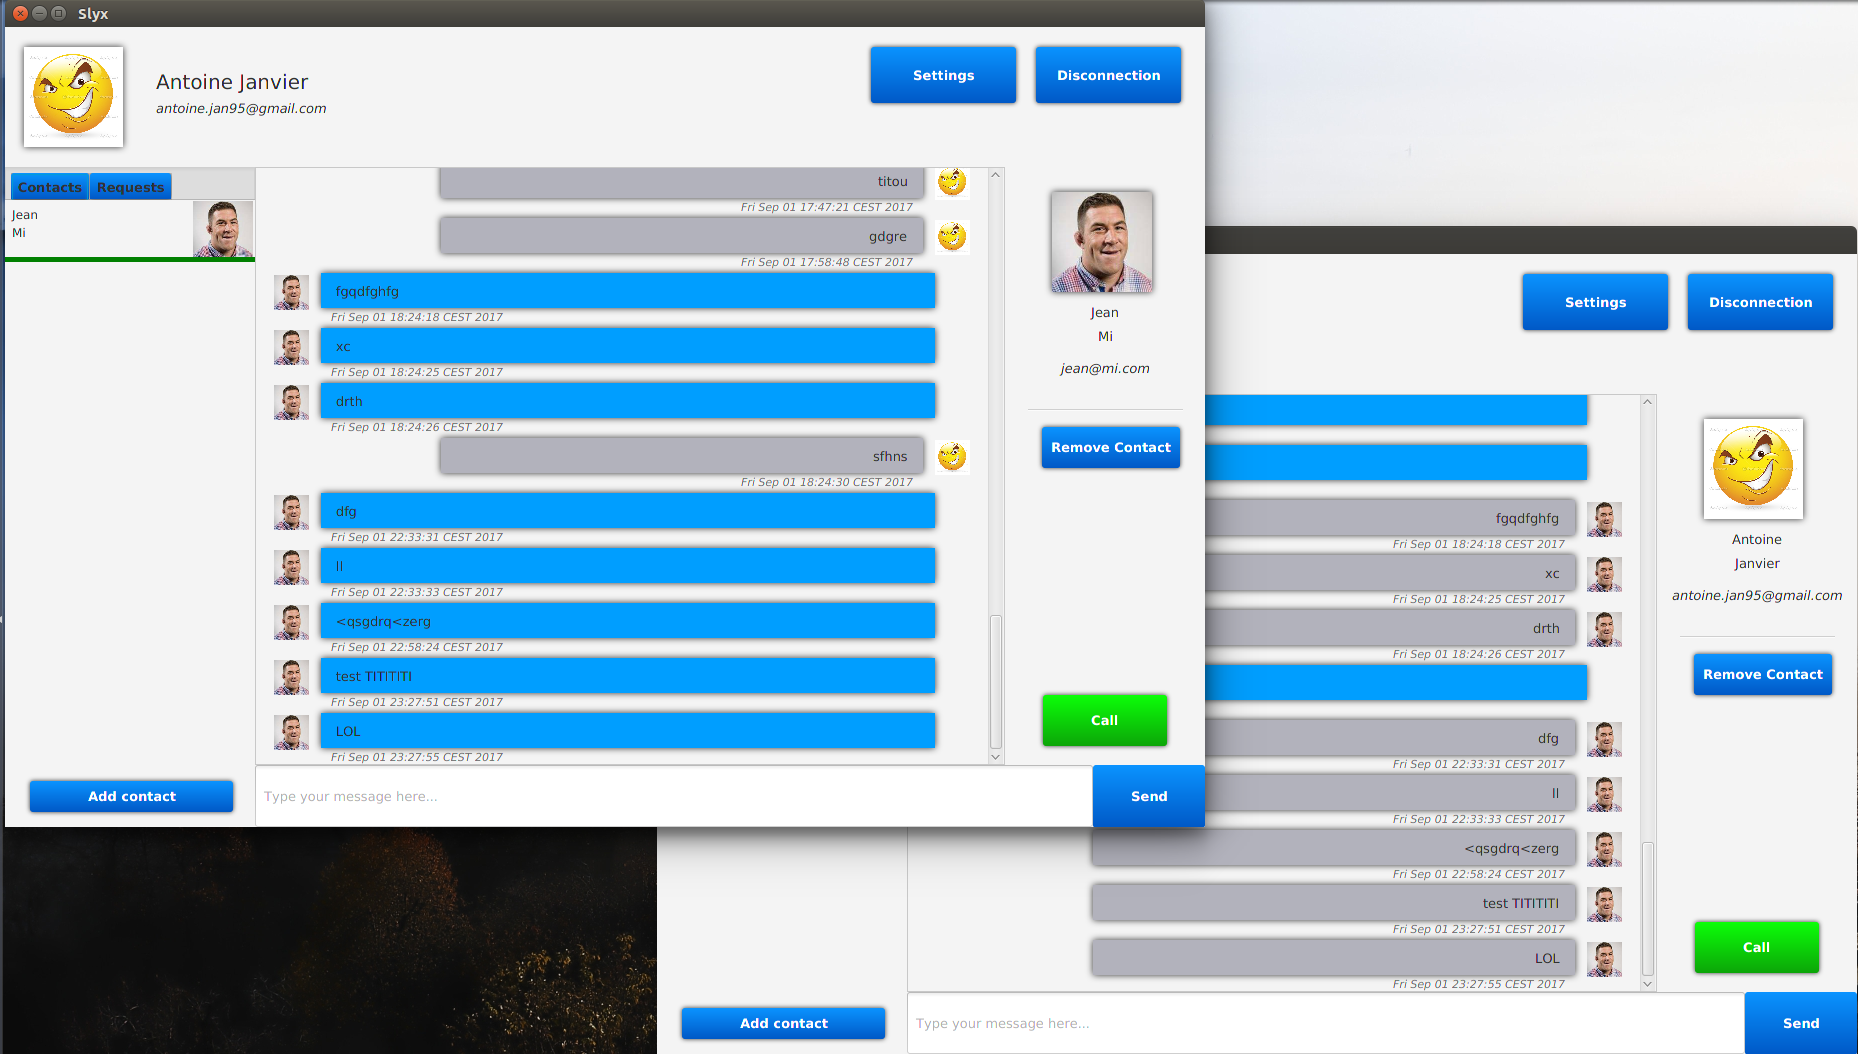 Slyx
Antoine Janvier
antoine.jan95@gmail.com
Settings
Disconnection
Contacts
Requests
Jean
Mi
titou
Fri Sep 01 17:47:21 CEST 2017
gdgre
Fri Sep 01 17:58:48 CEST 2017
fgqdfghfg
Fri Sep 01 18:24:18 CEST 2017
xc
Fri Sep 01 18:24:25 CEST 2017
drth
Fri Sep 01 18:24:26 CEST 2017
sfhns
Fri Sep 01 18:24:30 CEST 2017
dfg
Fri Sep 01 22:33:31 CEST 2017
ll
Fri Sep 01 22:33:33 CEST 2017
<qsgdrq<zerg
Fri Sep 01 22:58:24 CEST 2017
test TITITITI
Fri Sep 01 23:27:51 CEST 2017
LOL
Fri Sep 01 23:27:55 CEST 2017
Jean
Mi
jean@mi.com
Remove Contact
Call
Add contact
Type your message here...
Send
Settings
Disconnection
fgqdfghfg
Fri Sep 01 18:24:18 CEST 2017
xc
Fri Sep 01 18:24:25 CEST 2017
drth
Fri Sep 01 18:24:26 CEST 2017
dfg
Fri Sep 01 22:33:31 CEST 2017
ll
Fri Sep 01 22:33:33 CEST 2017
<qsgdrq<zerg
Fri Sep 01 22:58:24 CEST 2017
test TITITITI
Fri Sep 01 23:27:51 CEST 2017
LOL
Fri Sep 01 23:27:55 CEST 2017
Antoine
Janvier
antoine.jan95@gmail.com
Remove Contact
Call
Add contact
Type your message here...
Send